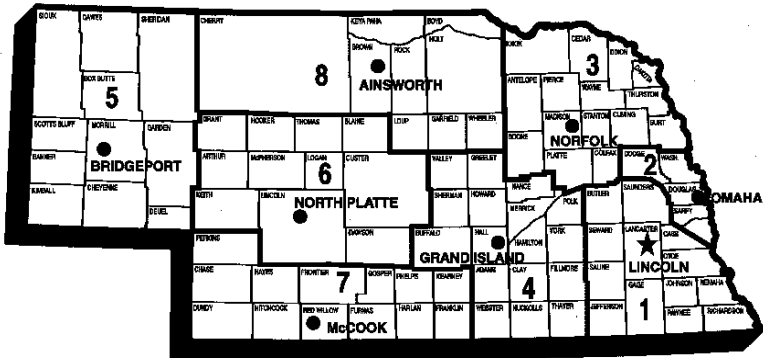 SIOUX DAWES SHERIDAN CHERRY KEYA PAHA BOYD
HOLT KNOX CEDAR DIXON
BROWN ROCK 3 DAKOTA
8 AINSWORTH
BOX BUTTE ANTELOPE PIERCE WAYNE
5 THURSTON
GRANT HOOKER THOMAS BLAINE LOUP GARFIELD WHEELER MADISON STANTON CUMING BURT
SCOTTS BLUFF MORRILL GARDEN BOONE NORFOLK
BANNER BRIDGEPORT ARTHUR McPHERSON LOGAN CUSTER VALLEY GREELEY PLATTE COLFAX DODGE WASH.
6 2
KIMBALL CHEYENNE KEITH LINCOLN NORTH PLATTE SHERMAN HOWARD NANCE BUTLER SAUNDERS DOUGLAS OMAHA
DEUEL MERRICK POLK SARPY
PERKINS DAWSON BUFFALO HALL HAMILTON YORK SEWARD LANCASTER CASS
GRAND ISLAND OTOE
CHASE HAYES FRONTIER GOSPER PHELPS KEARNEY ADAMS CLAY FILLMORE SALINE LINCOLN
7 4 GAGE JOHNSON NEMAHA
DUNDY HITCHCOCK RED WILLOW FURNAS HARLAN FRANKLIN WEBSTER NUCKOLLS THAYER JEFFERSON 1 PAWNEE RICHARDSON
McCOOK